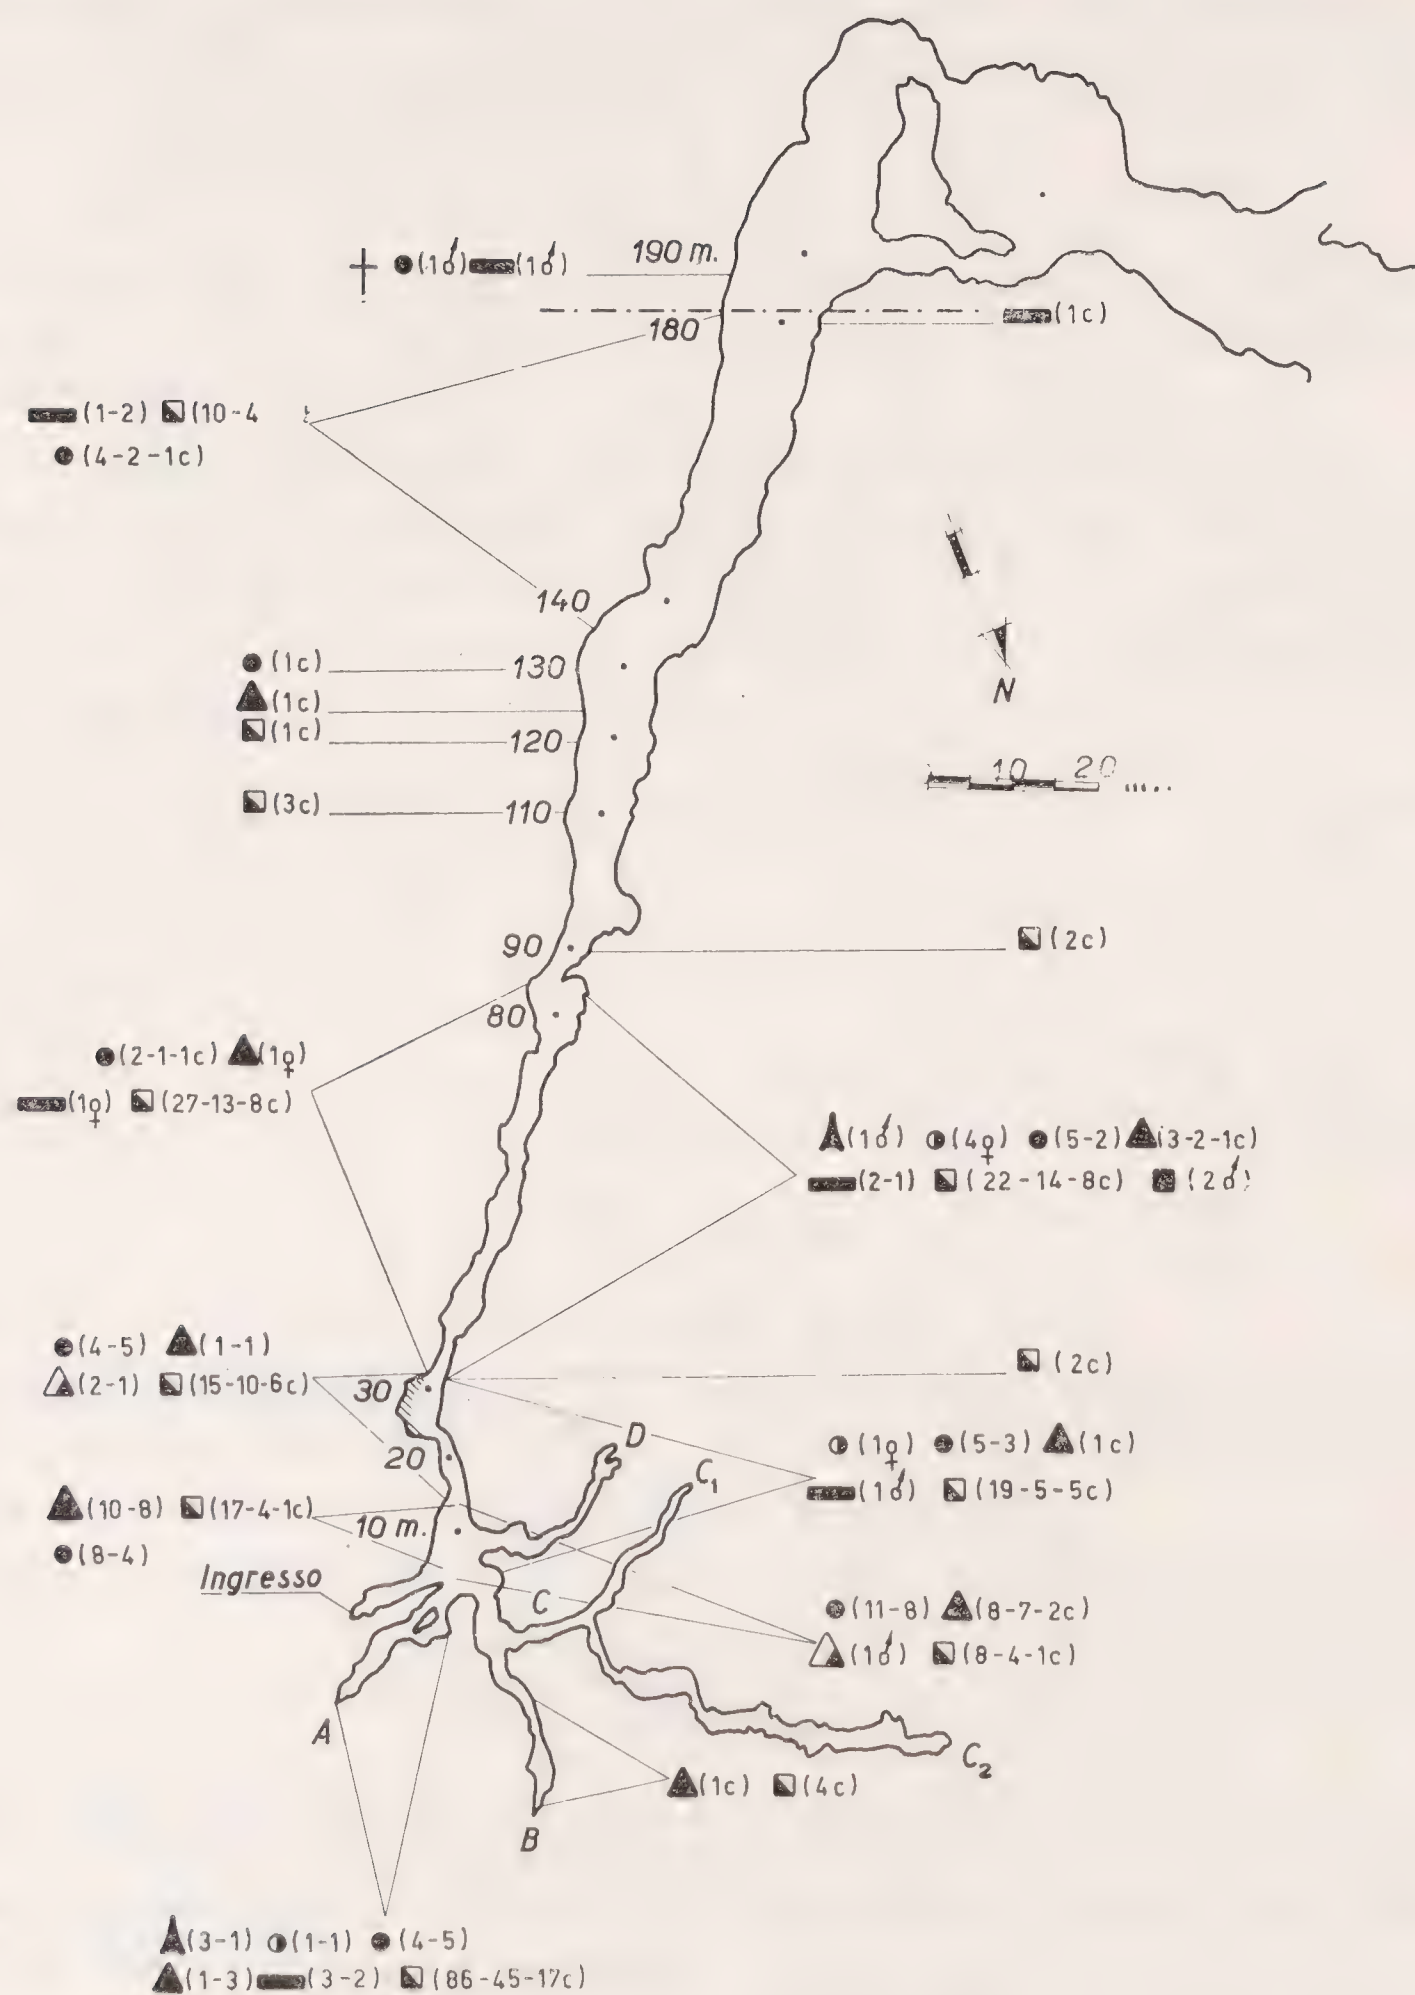 (1♂) (1♂) 190 m.
180 (1c)
(1-2) (10-4
(4-2-1c)
140
(1c) 130
(1c)
N
(1c) 120
10 20 .....
(3c) 110
90 (2c)
80
(2-1-1c) (1♀)
(1♀) (27-13-8c)
(1♂) (4♀) (5-2) (3-2-1c)
(2-1) (22-14-8c) (2♂)
(4-5) (1-1)
(2-1) (15-10-6c) 30
(2c)
D
20
(1♀) (5-3) (1c)
C1
(1♂) (19-5-5c)
(10-8) (17-4-1c) 10 m.
(8-4)
Ingresso
C
(11-8) (8-7-2c)
(1♂) (8-4-1c)
A
C2
(1c) (4c)
B
(3-1) (1-1) (4-5)
(1-3) (3-2) (86-45-17c)